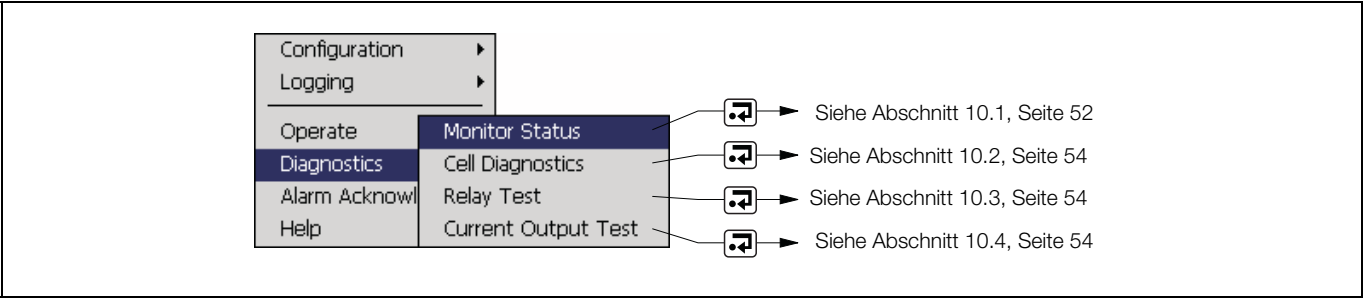 Configuration
Logging
Operate
Diagnostics
Alarm Acknowl
Help
Monitor Status
Cell Diagnostics
Relay Test
Current Output Test
Siehe Abschnitt 10.1, Seite 52
Siehe Abschnitt 10.2, Seite 54
Siehe Abschnitt 10.3, Seite 54
Siehe Abschnitt 10.4, Seite 54